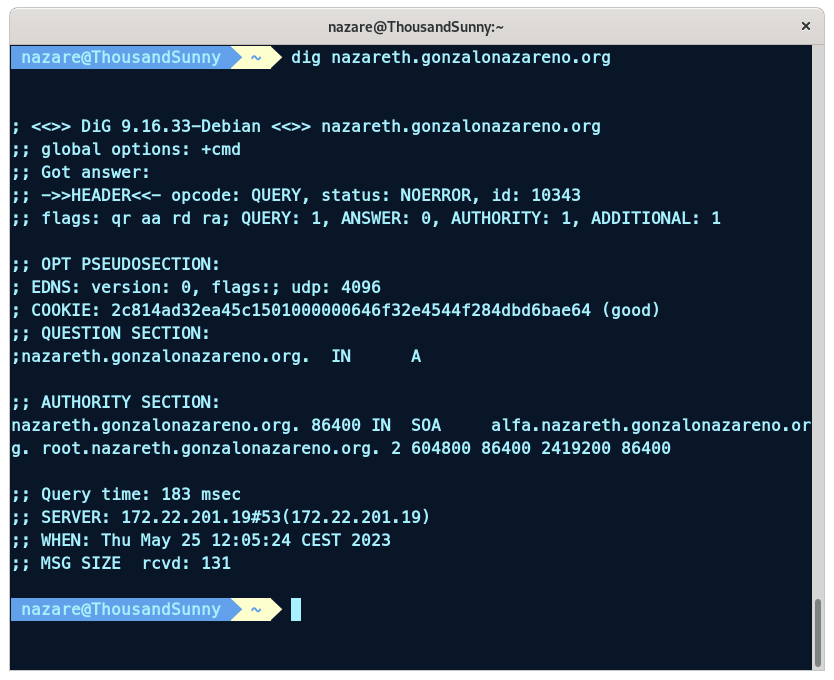 nazare@ThousandSunny:~ ×
nazare@ThousandSunny ~ dig nazareth.gonzalonazareno.org
; <<>> DiG 9.16.33-Debian <<>> nazareth.gonzalonazareno.org
;; global options: +cmd
;; Got answer:
;; ->>HEADER<<- opcode: QUERY, status: NOERROR, id: 10343
;; flags: qr aa rd ra; QUERY: 1, ANSWER: 0, AUTHORITY: 1, ADDITIONAL: 1
;; OPT PSEUDOSECTION:
; EDNS: version: 0, flags:; udp: 4096
; COOKIE: 2c814ad32ea45c1501000000646f32e4544f284dbd6bae64 (good)
;; QUESTION SECTION:
;nazareth.gonzalonazareno.org.  IN      A
;; AUTHORITY SECTION:
nazareth.gonzalonazareno.org. 86400 IN  SOA     alfa.nazareth.gonzalonazareno.or
g. root.nazareth.gonzalonazareno.org. 2 604800 86400 2419200 86400
;; Query time: 183 msec
;; SERVER: 172.22.201.19#53(172.22.201.19)
;; WHEN: Thu May 25 12:05:24 CEST 2023
;; MSG SIZE  rcvd: 131
nazare@ThousandSunny ~